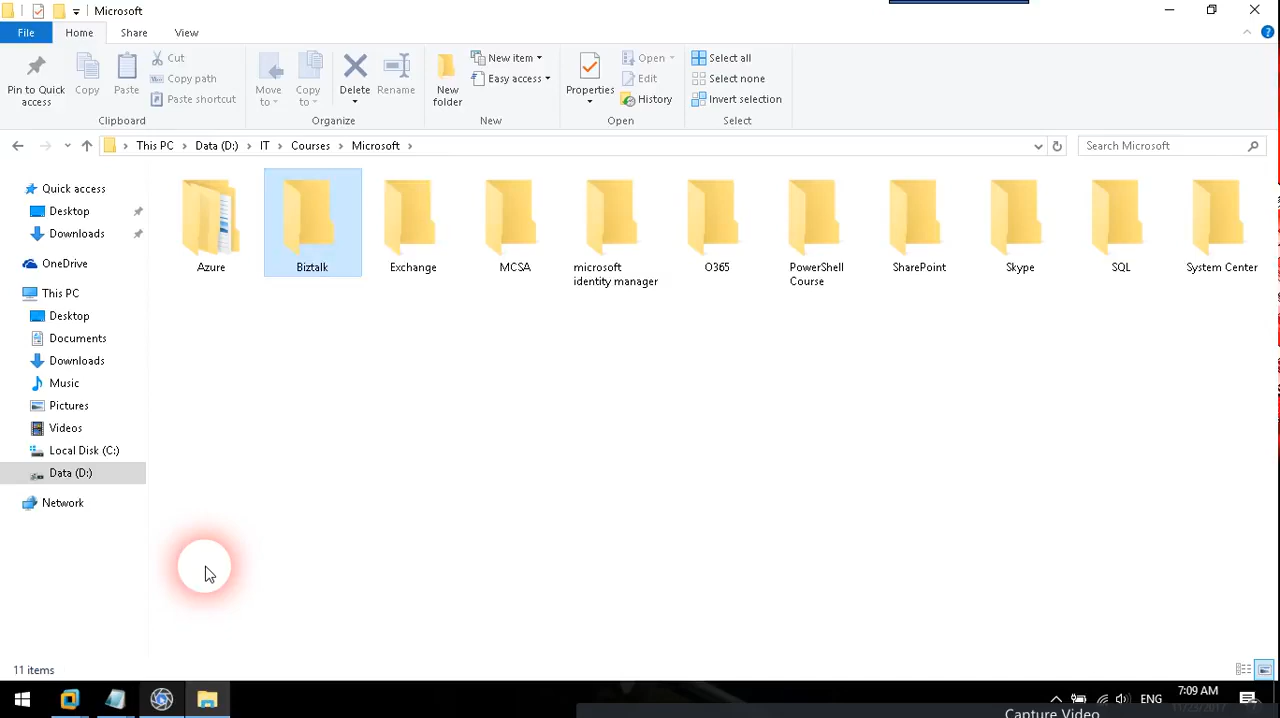 Microsoft
File Home Share View
Cut
Copy path
Paste shortcut
Pin to Quick access
Copy
Paste
Clipboard
Move to
Copy to
Delete
Rename
Organize
New folder
New item
Easy access
New
Properties
Open
Edit
History
Open
Select all
Select none
Invert selection
Select
This PC > Data (D:) > IT > Courses > Microsoft >
Search Microsoft
Quick access
Desktop
Downloads
OneDrive
This PC
Desktop
Documents
Downloads
Music
Pictures
Videos
Local Disk (C:)
Data (D:)
Network
Azure
Biztalk
Exchange
MCSA
microsoft
identity manager
O365
PowerShell
Course
SharePoint
Skype
SQL
System Center
11 items
ENG
7:09 AM
11/23/2017
Capture Video